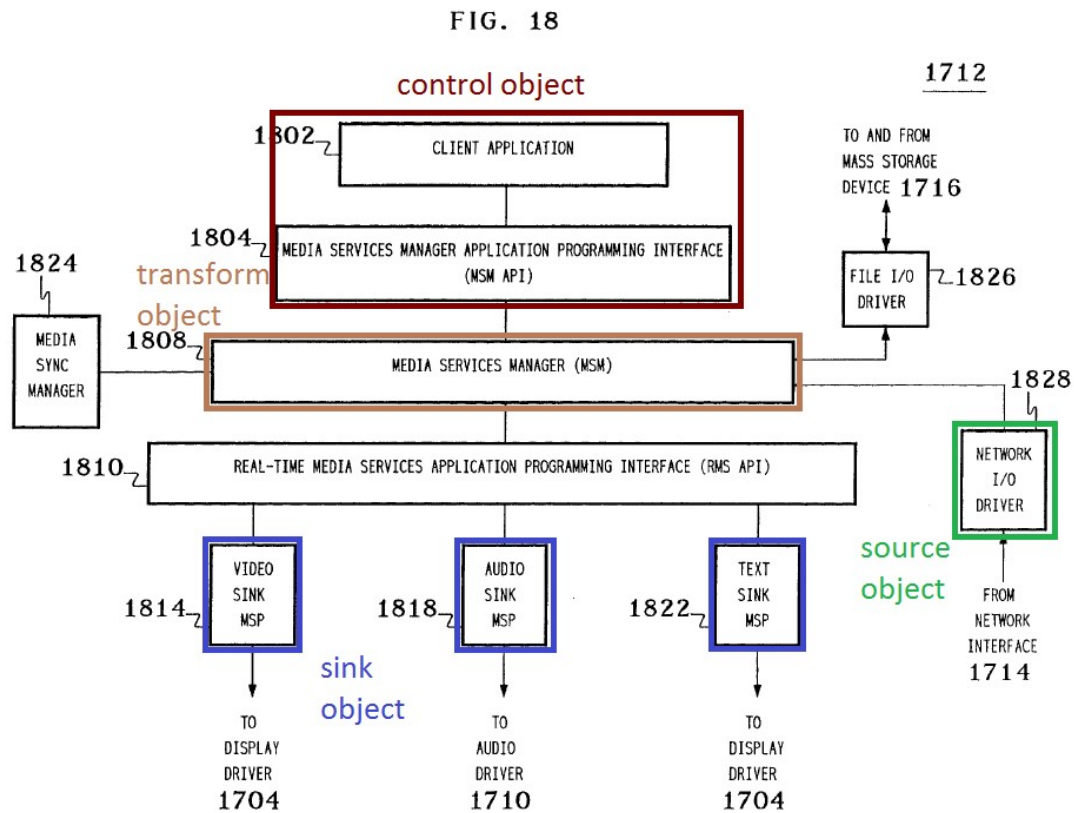 FIG. 18
control object
1712
1802
CLIENT APPLICATION
TO AND FROM
MASS STORAGE
DEVICE 1716
1804
MEDIA SERVICES MANAGER APPLICATION PROGRAMMING INTERFACE
(MSM API)
1824
transform
object
FILE I/O
DRIVER
1826
1808
MEDIA
SYNC
MANAGER
MEDIA SERVICES MANAGER (MSM)
1828
1810
REAL-TIME MEDIA SERVICES APPLICATION PROGRAMMING INTERFACE (RMS API)
NETWORK
I/O
DRIVER
source
object
1814
VIDEO
SINK
MSP
1818
AUDIO
SINK
MSP
1822
TEXT
SINK
MSP
FROM
NETWORK
INTERFACE
1714
sink
object
TO
DISPLAY
DRIVER
1704
TO
AUDIO
DRIVER
1710
TO
DISPLAY
DRIVER
1704